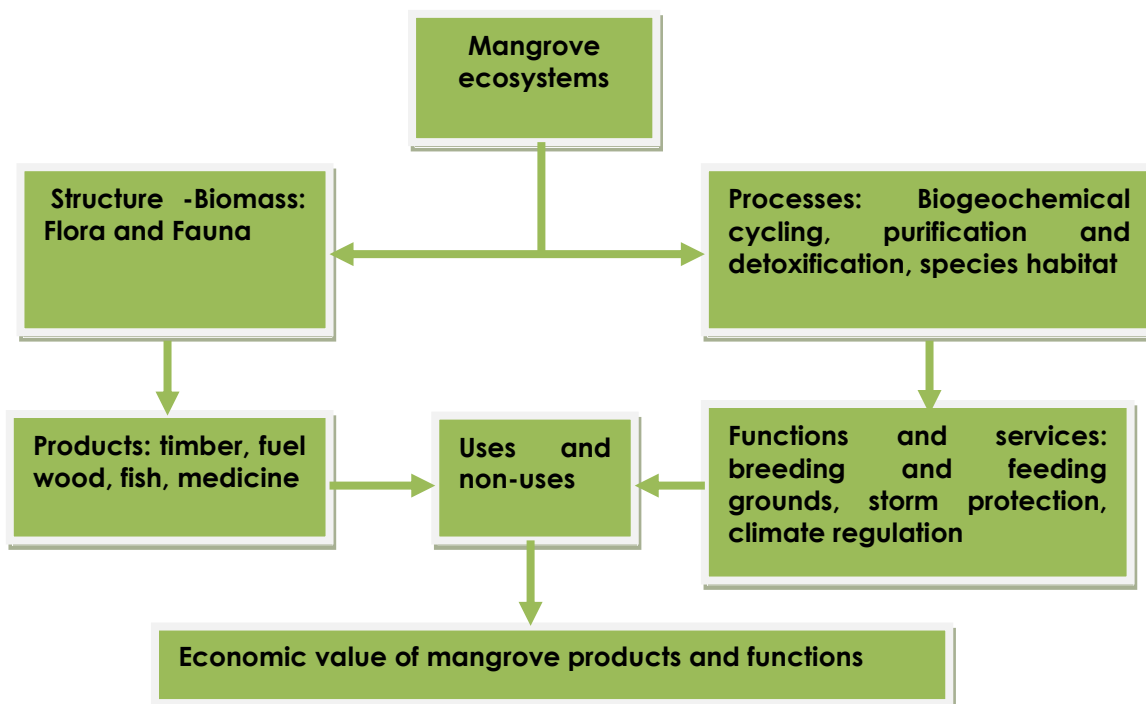 Mangrove
ecosystems
Structure -Biomass:
Flora and Fauna
Processes: Biogeochemical
cycling, purification and
detoxification, species habitat
Products: timber, fuel
wood, fish, medicine
Uses and
non-uses
Functions and services:
breeding and feeding
grounds, storm protection,
climate regulation
Economic value of mangrove products and functions